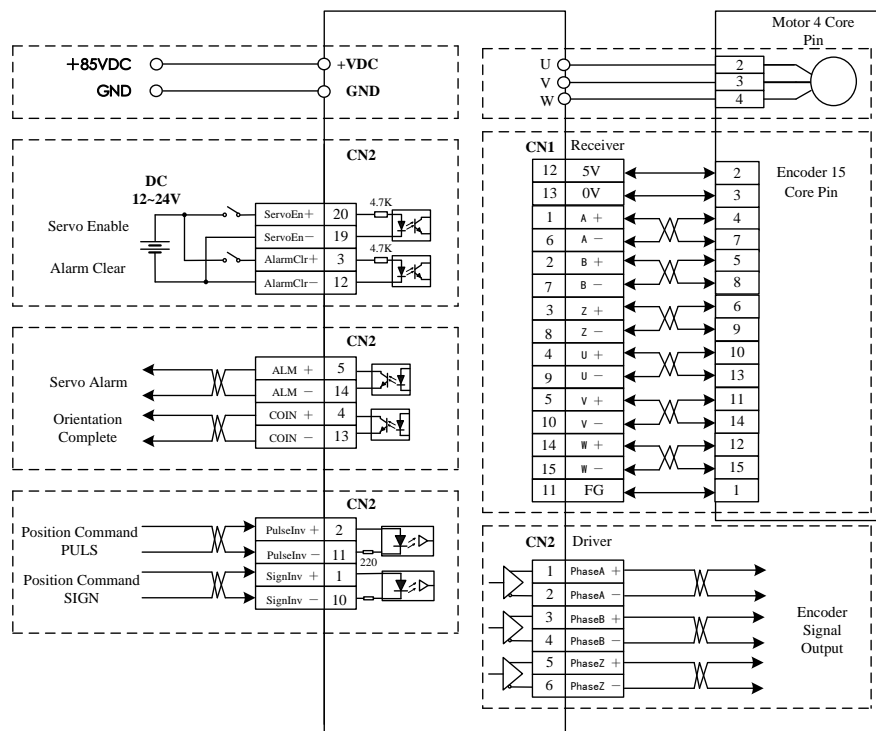 +85VDC +VDC
GND GND
CN2
DC
12~24V
Servo Enable
Alarm Clear
ServoEn+ 20 4.7K
ServoEn− 19
AlarmClr+ 3 4.7K
AlarmClr− 12
CN2
Servo Alarm
Orientation
Complete
ALM + 5
ALM − 14
COIN + 4
COIN − 13
CN2
Position Command
PULS
Position Command
SIGN
PulseInv + 2
PulseInv − 11 220
SignInv + 1
SignInv − 10
Motor 4 Core
Pin
U 2
V 3
W 4
CN1 Receiver
Encoder 15
Core Pin
12 5V 2
13 0V 3
1 A + 4
6 A − 7
2 B + 5
7 B − 8
3 Z + 6
8 Z − 9
4 U + 10
9 U − 13
5 V + 11
10 V − 14
14 W + 12
15 W − 15
11 FG 1
CN2 Driver
1 PhaseA +
2 PhaseA −
3 PhaseB +
4 PhaseB −
5 PhaseZ +
6 PhaseZ −
Encoder
Signal
Output